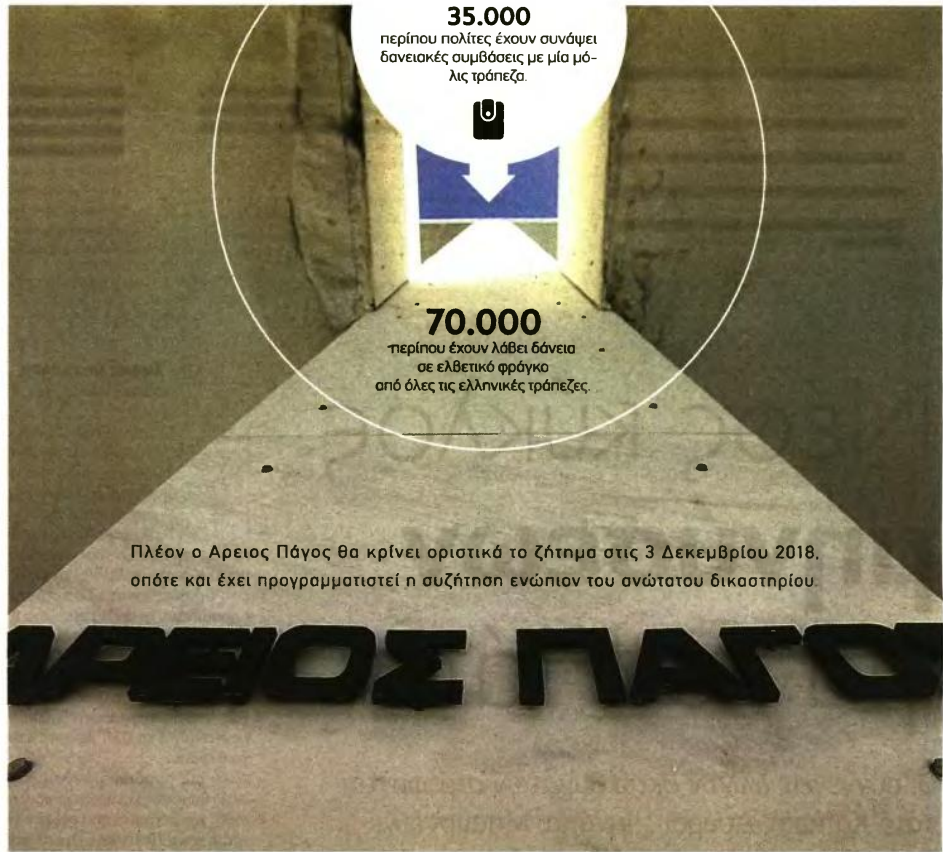 35.000
περίπου πολίτες έχουν συνάψει
δανειακές συμβάσεις με μία μό-
λις τράπεζα.
70.000
περίπου έχουν λάβει δάνεια
σε ελβετικό φράγκο
από όλες τις ελληνικές τράπεζες.
Πλέον ο Αρειος Πάγος θα κρίνει οριστικά το ζήτημα στις 3 Δεκεμβρίου 2018,
οπότε και έχει προγραμματιστεί η συζήτηση ενώπιον του ανώτατου δικαστηρίου.
ΑΡΕΙΟΣ ΠΑΓΟΣ